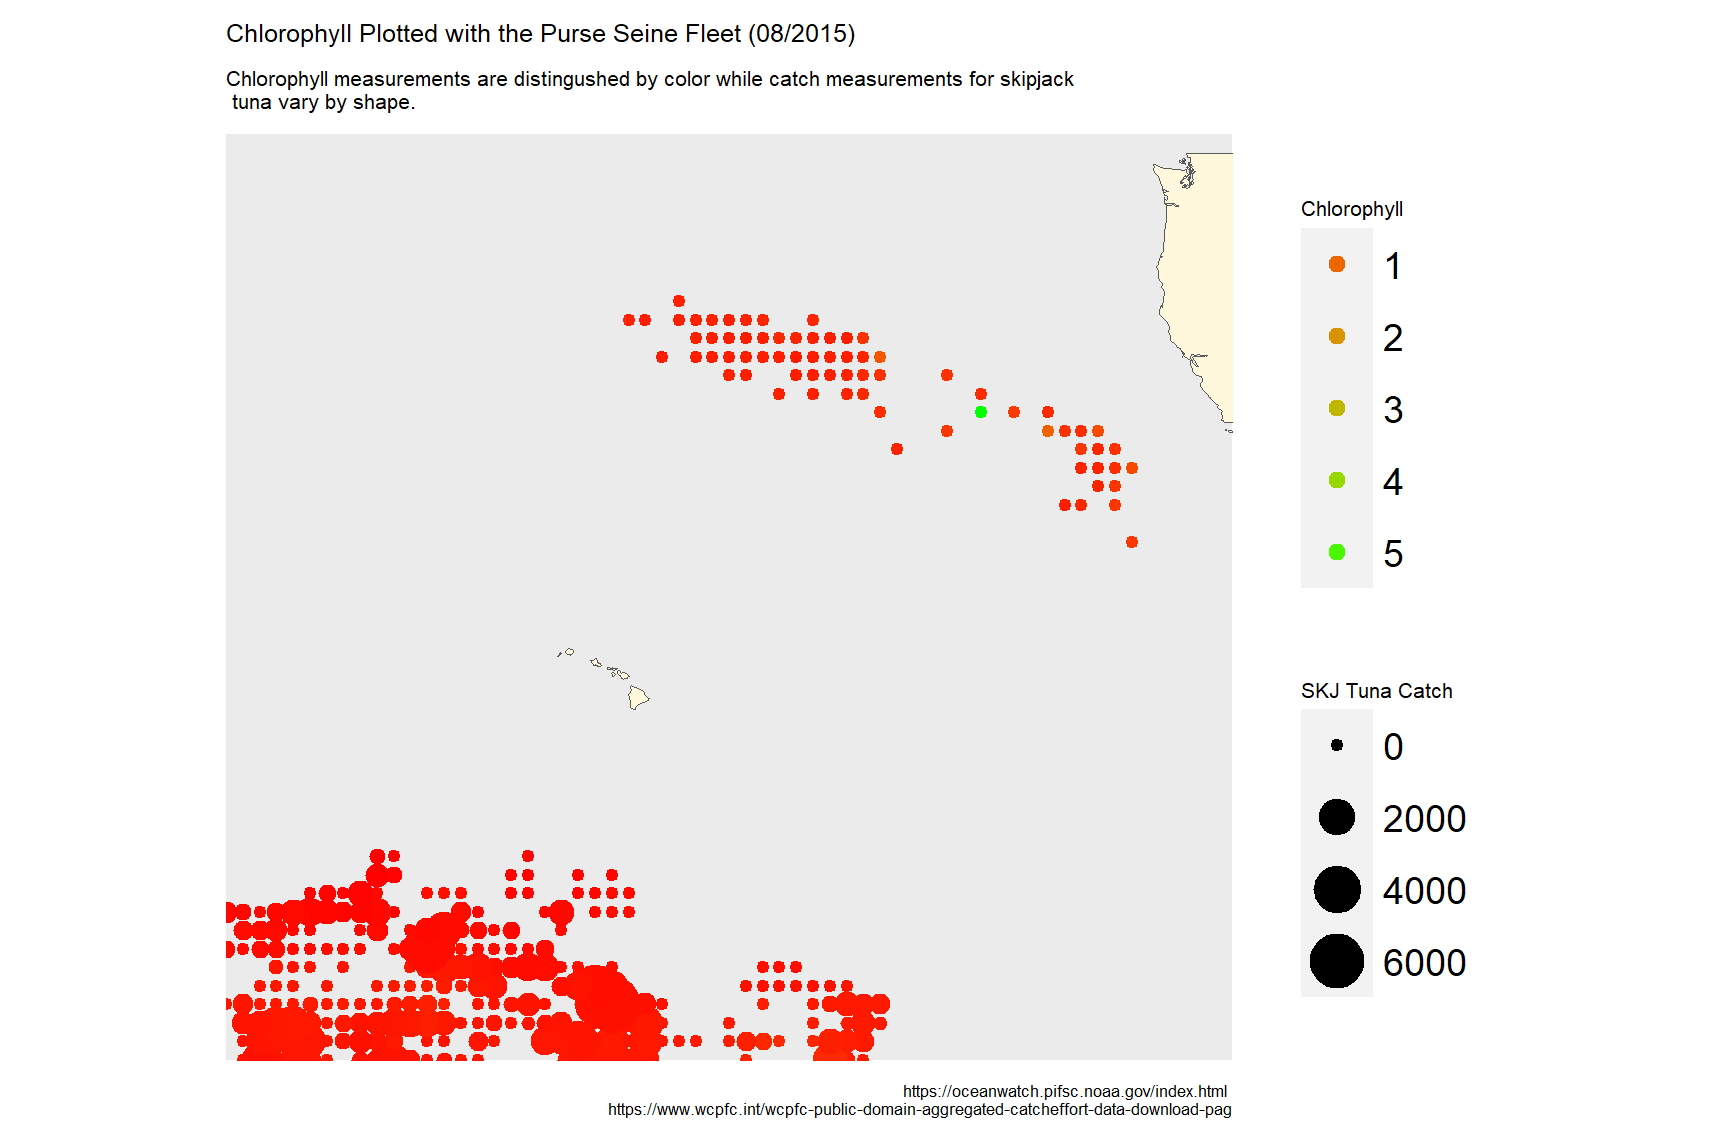 Chlorophyll Plotted with the Purse Seine Fleet (08/2015)
Chlorophyll measurements are distingushed by color while catch measurements for skipjack
tuna vary by shape.
Chlorophyll
1
2
3
4
5
SKJ Tuna Catch
0
2000
4000
6000
https://oceanwatch.pifsc.noaa.gov/index.html
https://www.wcpfc.int/wcpfc-public-domain-aggregated-catcheffort-data-download-pag